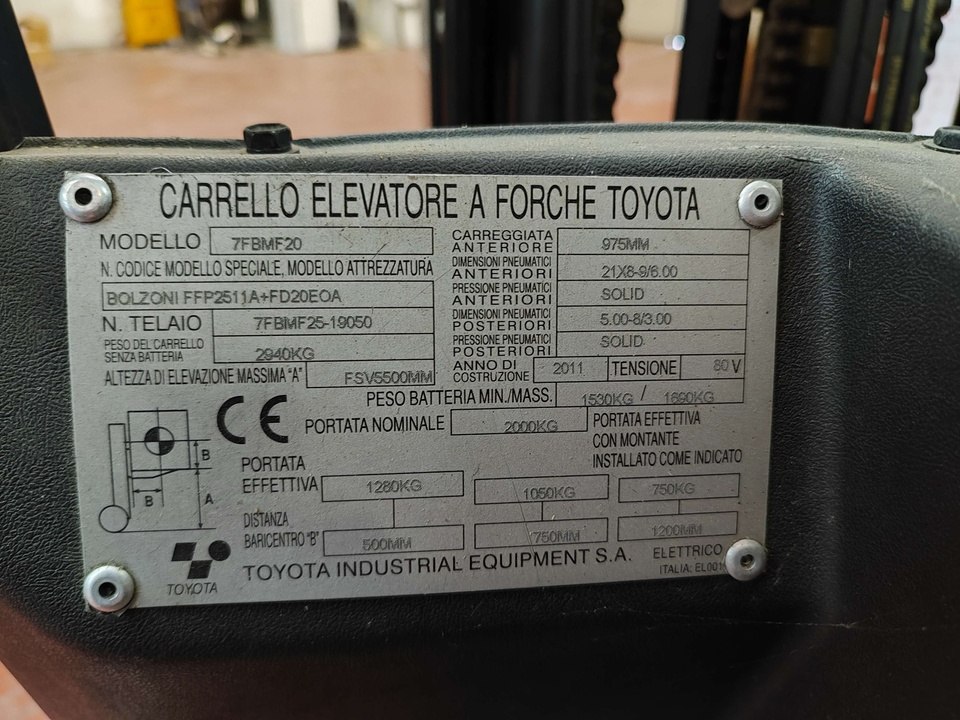 CARRELLO ELEVATORE A FORCHE TOYOTA
MODELLO 7FBMF20
N. CODICE MODELLO SPECIALE, MODELLO ATTREZZATURA
BOLZONI FFP2511A+FD20EOA
N. TELAIO 7FBMF25-19050
PESO DEL CARRELLO
SENZA BATTERIA 2940KG
ALTEZZA DI ELEVAZIONE MASSIMA "A" FSV5500MM
CARREGGIATA
ANTERIORE 975MM
DIMENSIONI PNEUMATICI
ANTERIORI 21X8-9/6.00
PRESSIONE PNEUMATICI
ANTERIORI SOLID
DIMENSIONI PNEUMATICI
POSTERIORI 5.00-8/3.00
PRESSIONE PNEUMATICI
POSTERIORI SOLID
ANNO DI
COSTRUZIONE 2011 TENSIONE 80 V
PESO BATTERIA MIN./MASS. 1530KG / 1690KG
CE
PORTATA NOMINALE 2000KG
PORTATA EFFETTIVA
CON MONTANTE
INSTALLATO COME INDICATO
B
B
A
PORTATA
EFFETTIVA 1280KG 1050KG 750KG
DISTANZA
BARICENTRO "B" 500MM 750MM 1200MM
TOYOTA
TOYOTA INDUSTRIAL EQUIPMENT S.A.
ELETTRICO
ITALIA: EL001